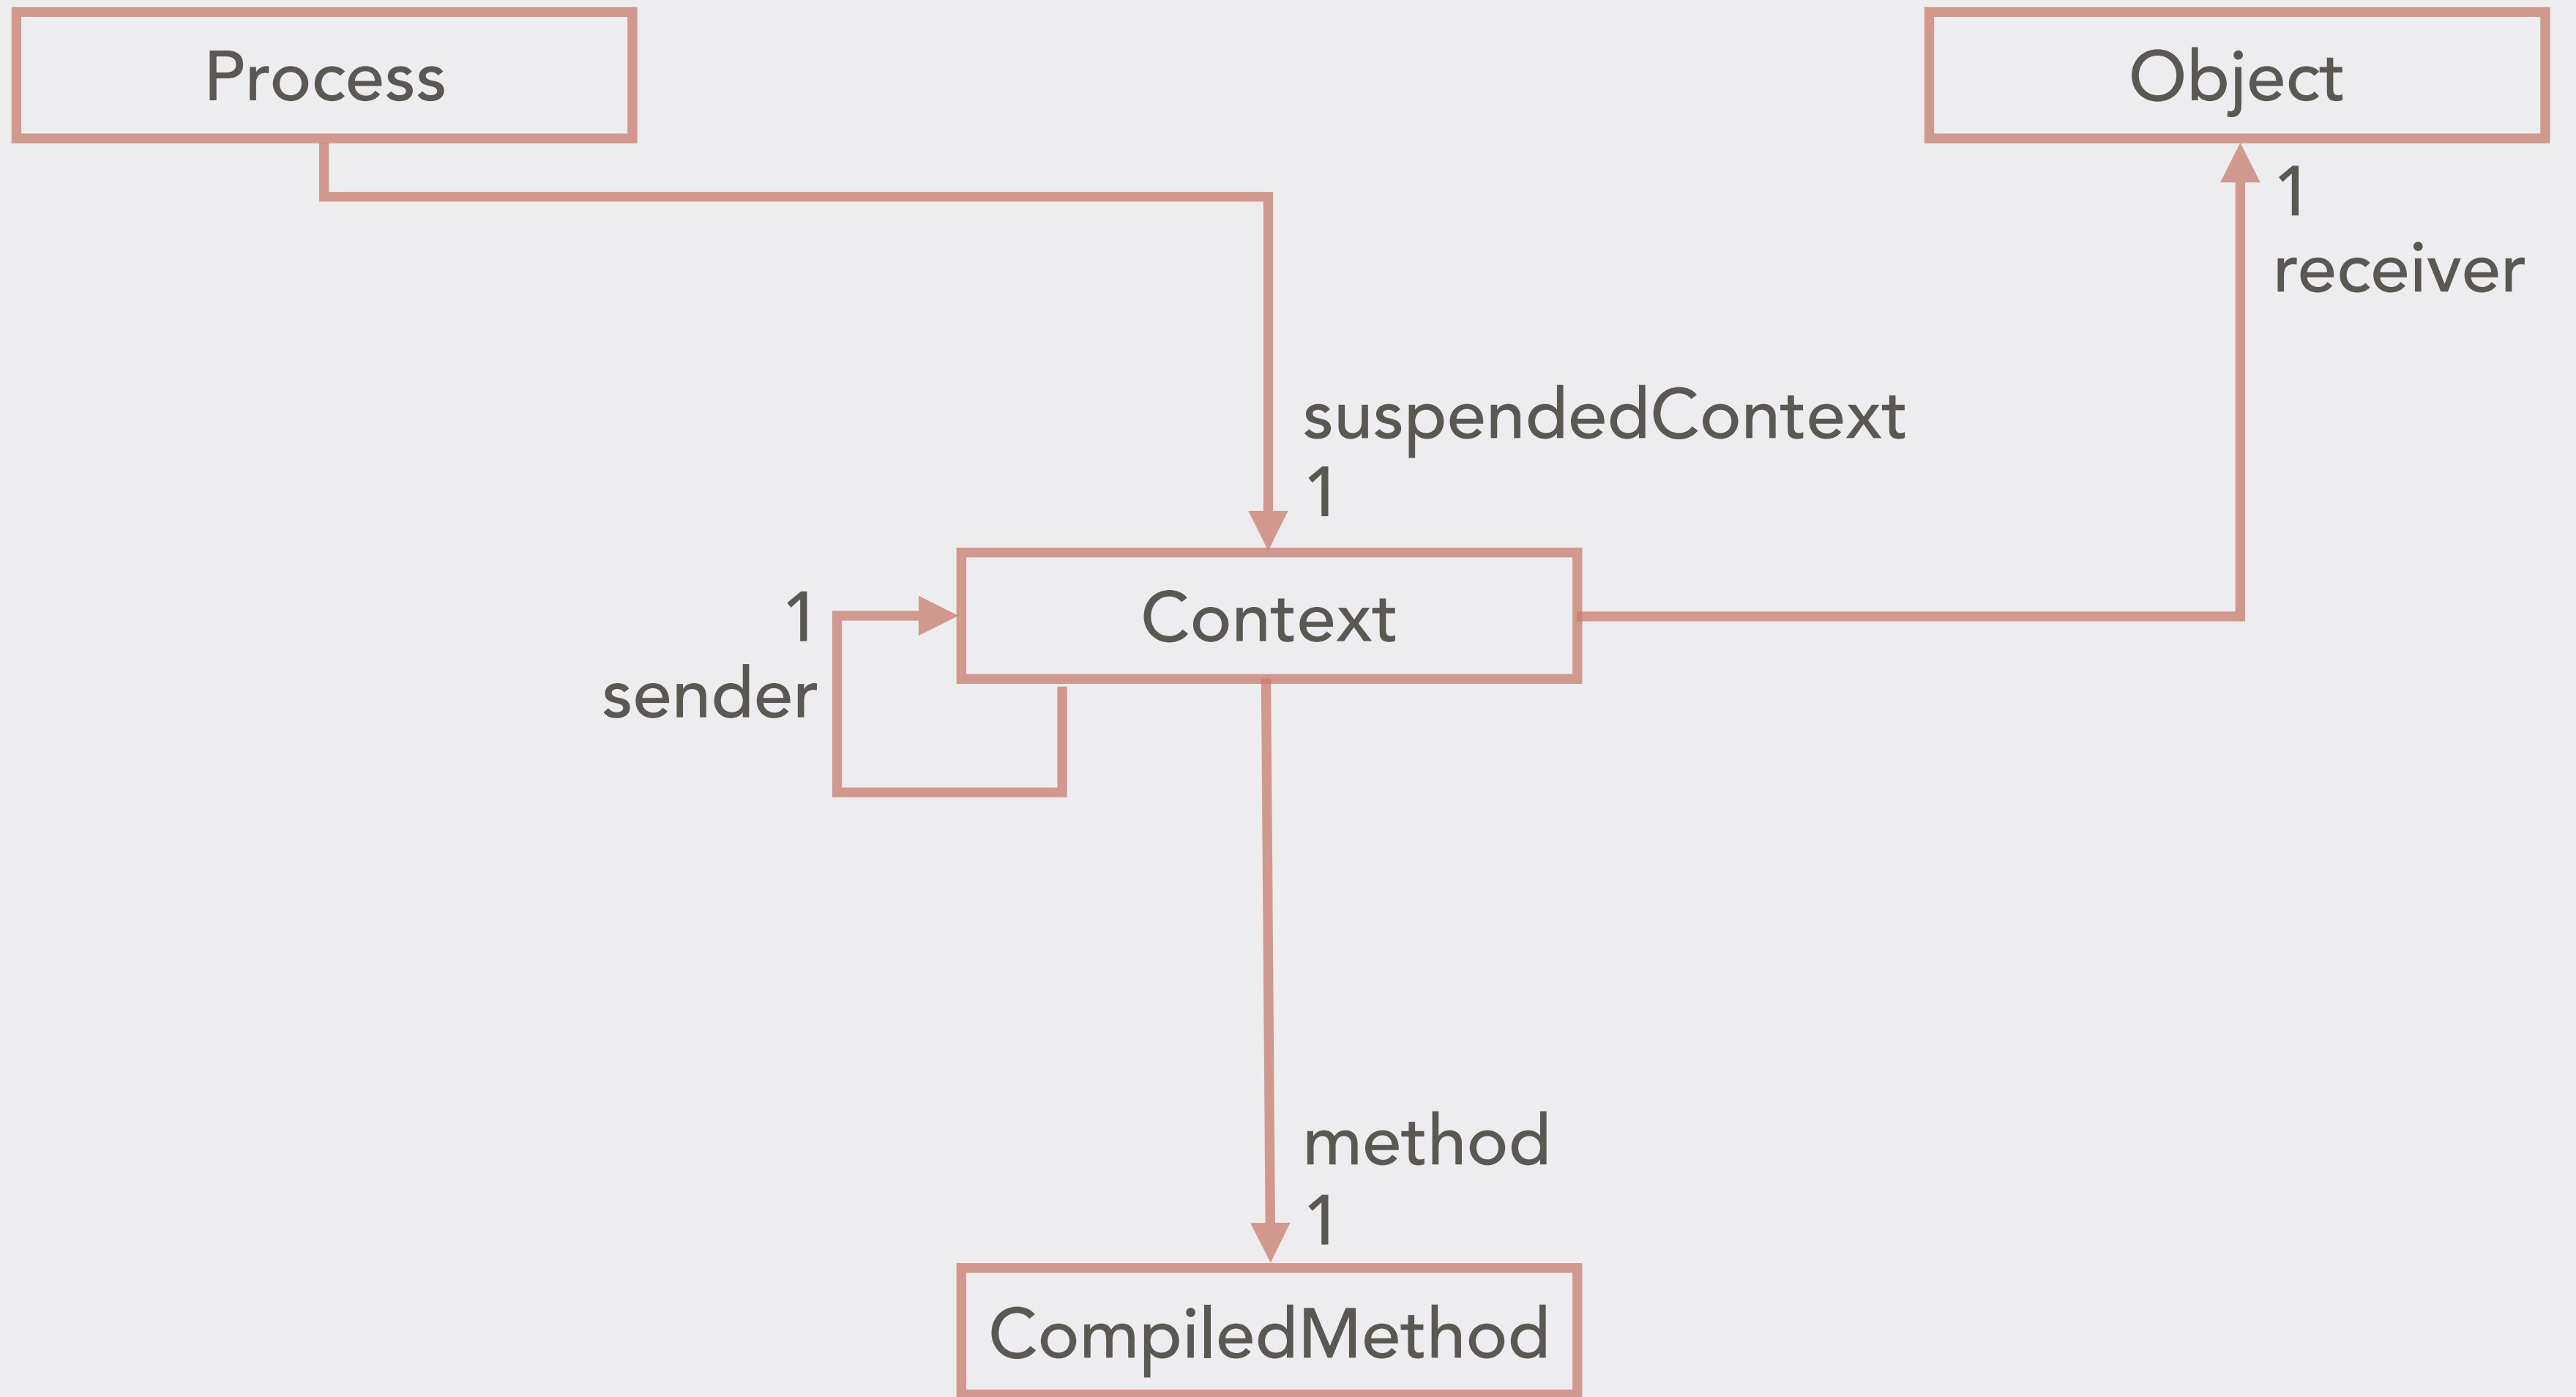 Process
Object
1
receiver
suspendedContext
1
Context
1
sender
method
1
CompiledMethod